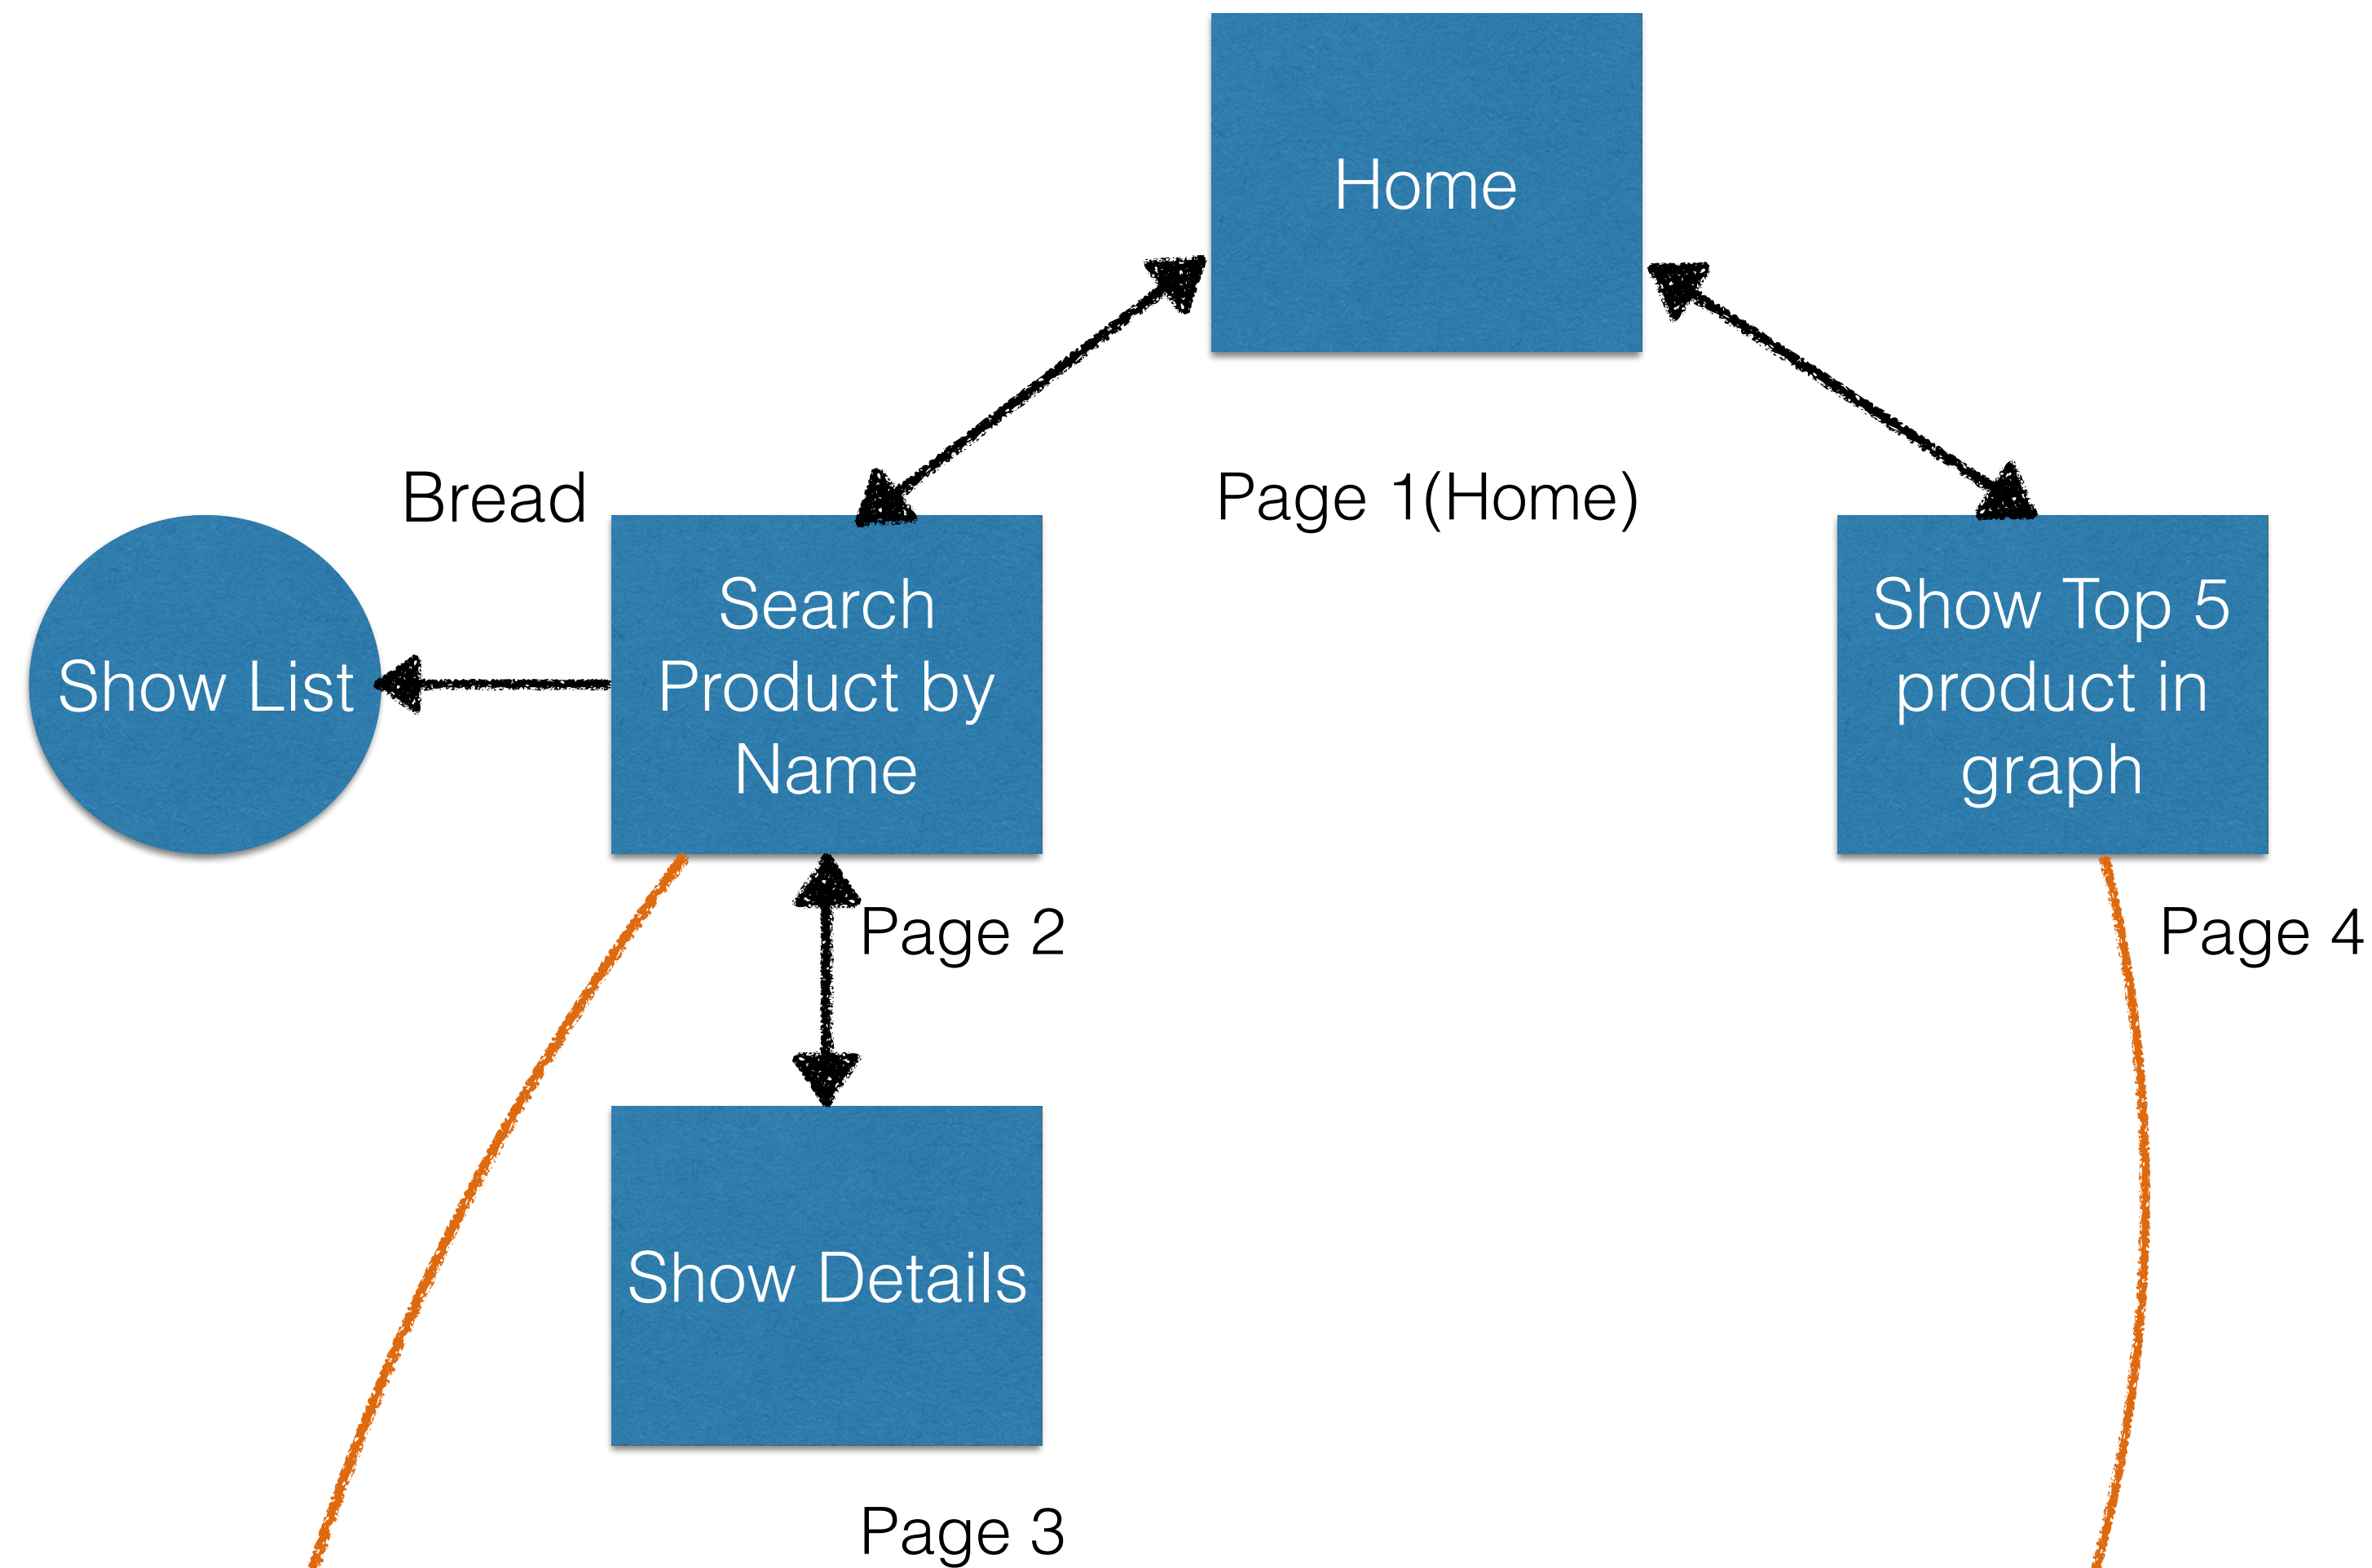 Home
Page 1(Home)
Bread
Show List
Search
Product by
Name
Show Top 5
product in
graph
Page 2
Page 4
Show Details
Page 3